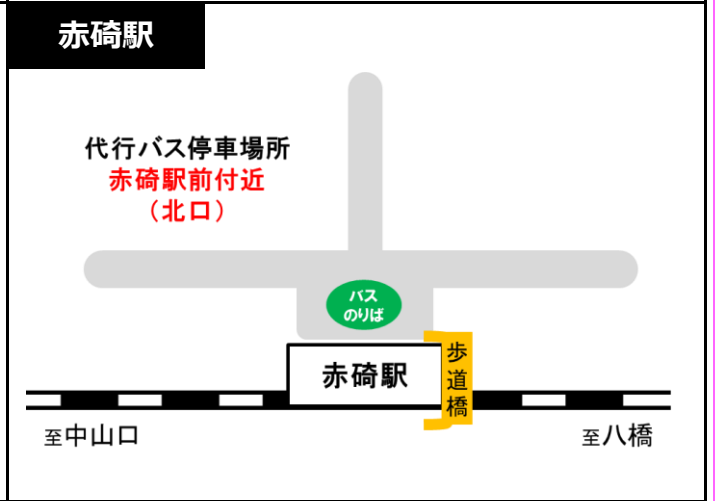 赤碕駅
代行バス停車場所
赤碕駅前付近
（北口）
バス
のりば
赤碕駅
歩道橋
至中山口
至八橋